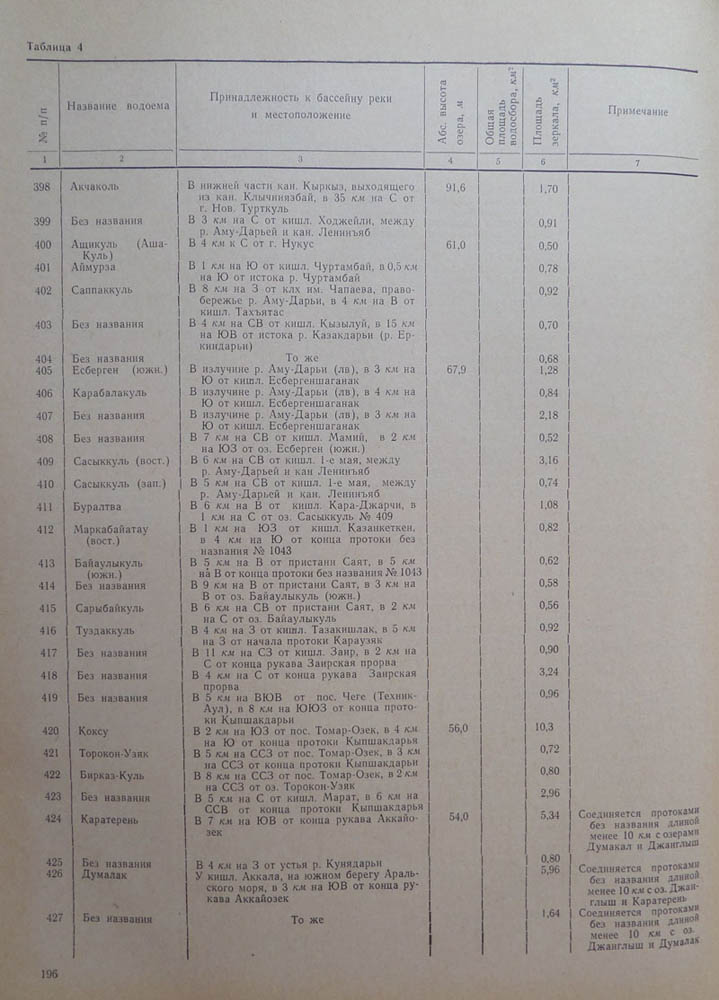 Таблица 4
№ п/п
Название водоема
Принадлежность к бассейну реки
и местоположение
Абс. высота
озера, м
Общая
площадь
водосбора, км²
Площадь
зеркала, км²
Примечание
1 2 3 4 5 6 7
398 Акчаколь В нижней части кан. Кыркыз, выходящего 91,6 1,70
из кан. Клычниязбай, в 35 км на С от
г. Нов. Турткуль
399 Без названия В 3 км на С от кишл. Ходжейли, между 0,91
р. Аму-Дарьей и кан. Ленинъяб
400 Ащикуль (Аша- В 4 км к С от г. Нукус 61,0 0,50
Куль)
401 Аймурза В 1 км на Ю от кишл. Чуртамбай, в 0,5 км 0,78
на Ю от истока р. Чуртамбай
402 Саппаккуль В 8 км на З от клх им. Чапаева, право- 0,92
бережье р. Аму-Дарьи, в 4 км на В от
кишл. Тахъятас
403 Без названия В 4 км на СВ от кишл. Кызылуй, в 15 км 0,70
на ЮВ от истока р. Казакдарьи (р. Ер-
киндарьи)
404 Без названия То же 0,68
405 Есберген (южн.) В излучине р. Аму-Дарьи (лв), в 3 км на 67,9 1,28
Ю от кишл. Есбергеншаганак
406 Карабалакуль В излучине р. Аму-Дарьи (лв), в 4 км на 0,84
Ю от кишл. Есбергеншаганак
407 Без названия В излучине р. Аму-Дарьи (лв), в 3 км на 2,18
Ю от кишл. Есбергеншаганак
408 Без названия В 7 км на СВ от кишл. Мамий, в 2 км 0,52
на ЮЗ от оз. Есберген (южн.)
409 Сасыккуль (вост.) В 6 км на СВ от кишл. 1-е мая, между 3,16
р. Аму-Дарьей и кан Ленинъяб
410 Сасыккуль (зап.) В 5 км на СВ от кишл. 1-е мая, между 0,74
р. Аму-Дарьей и кан. Ленинъяб
411 Буралтва В 6 км на В от кишл. Кара-Джарчи, в 1,08
1 км на С от оз. Сасыккуль № 409
412 Маркабайатау В 1 км на ЮЗ от кишл. Казанкеткен, 0,82
(вост.) в 4 км на Ю от конца протоки без
названия № 1043
413 Байаулыкуль В 5 км на В от пристани Саят, в 5 км 0,62
(южн.) на В от конца протоки без названия № 1043
414 Без названия В 9 км на В от пристани Саят, в 3 км на 0,58
В от оз. Байаулыкуль (южн.)
415 Сарыбайкуль В 6 км на СВ от пристани Саят, в 2 км 0,56
на С от оз. Байаулыкуль
416 Туздаккуль В 4 км на З от кишл. Тазакишлак, в 5 км 0,92
на З от начала протоки Караузяк
417 Без названия В 11 км на СЗ от кишл. Заир, в 2 км на 0,90
С от конца рукава Заирская прорва
418 Без названия В 4 км на С от конца рукава Заирская 3,24
прорва
419 Без названия В 5 км на ВЮВ от пос. Чеге (Техник- 0,96
Аул), в 8 км на ЮЮЗ от конца прото-
ки Кыпшакдарьи
420 Коксу В 2 км на ЮЗ от пос. Томар-Озек, в 4 км 56,0 10,3
на Ю от конца протоки Кыпшакдарья
421 Торокон-Узяк В 5 км на ССЗ от пос. Томар-Озек, в 3 км 0,72
на ССЗ от конца протоки Кыпшакдарьи
422 Бирказ-Куль В 8 км на ССЗ от пос. Томар-Озек, в 2 км 0,80
на ССЗ от оз. Торокон-Узяк
423 Без названия В 5 км на С от кишл. Марат, в 6 км на 2,96
ССВ от конца протоки Кыпшакдарья
424 Каратерень В 7 км на ЮВ от конца рукава Аккайо- 54,0 5,34 Соединяется протоками
зек без названия длиной
менее 10 км с озерами
Думакал и Джанглыш
425 Без названия В 4 км на З от устья р. Кунядарьи 0,80
426 Думалак У кишл. Аккала, на южном берегу Араль- 5,96 Соединяется протоками
ского моря, в 3 км на ЮВ от конца ру- без названия длиной
кава Аккайозек менее 10 км с оз. Джан-
глыш и Каратерень
427 Без названия То же 1,64 Соединяется протоками
без названия длиной
менее 10 км с оз.
Джанглыш и Думалак
196